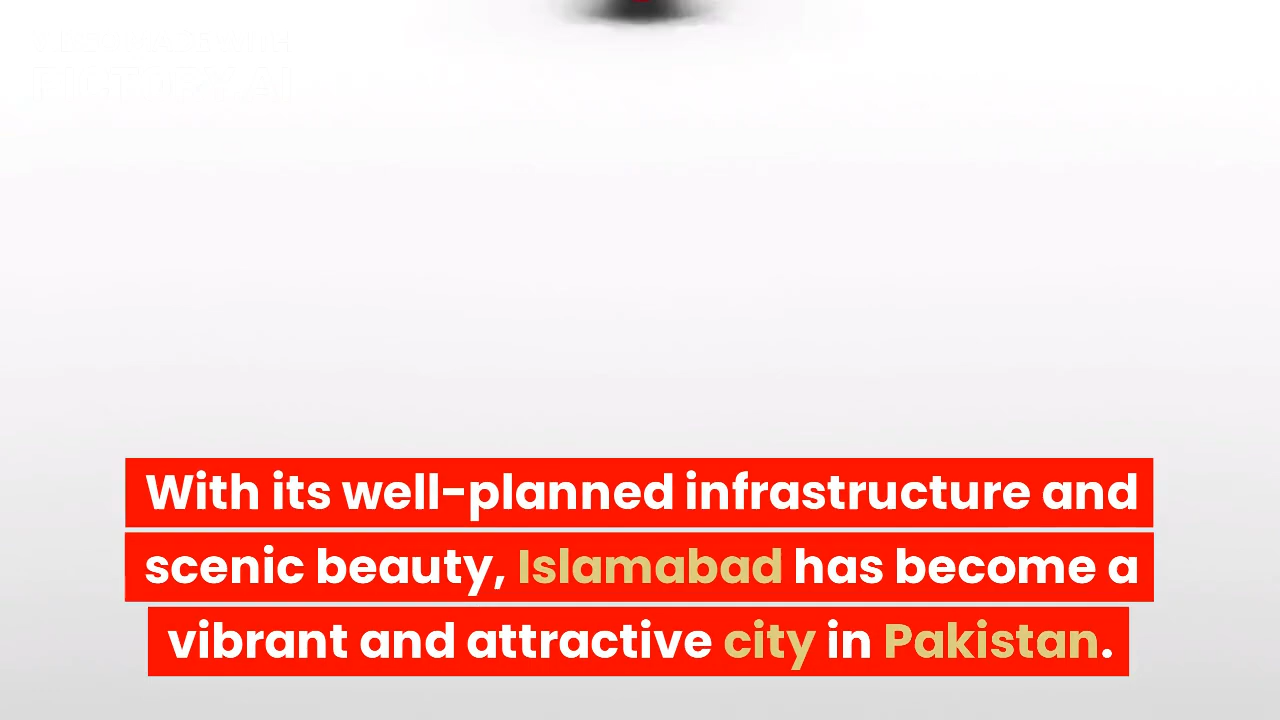 With its well-planned infrastructure and
scenic beauty, Islamabad has become a
vibrant and attractive city in Pakistan.